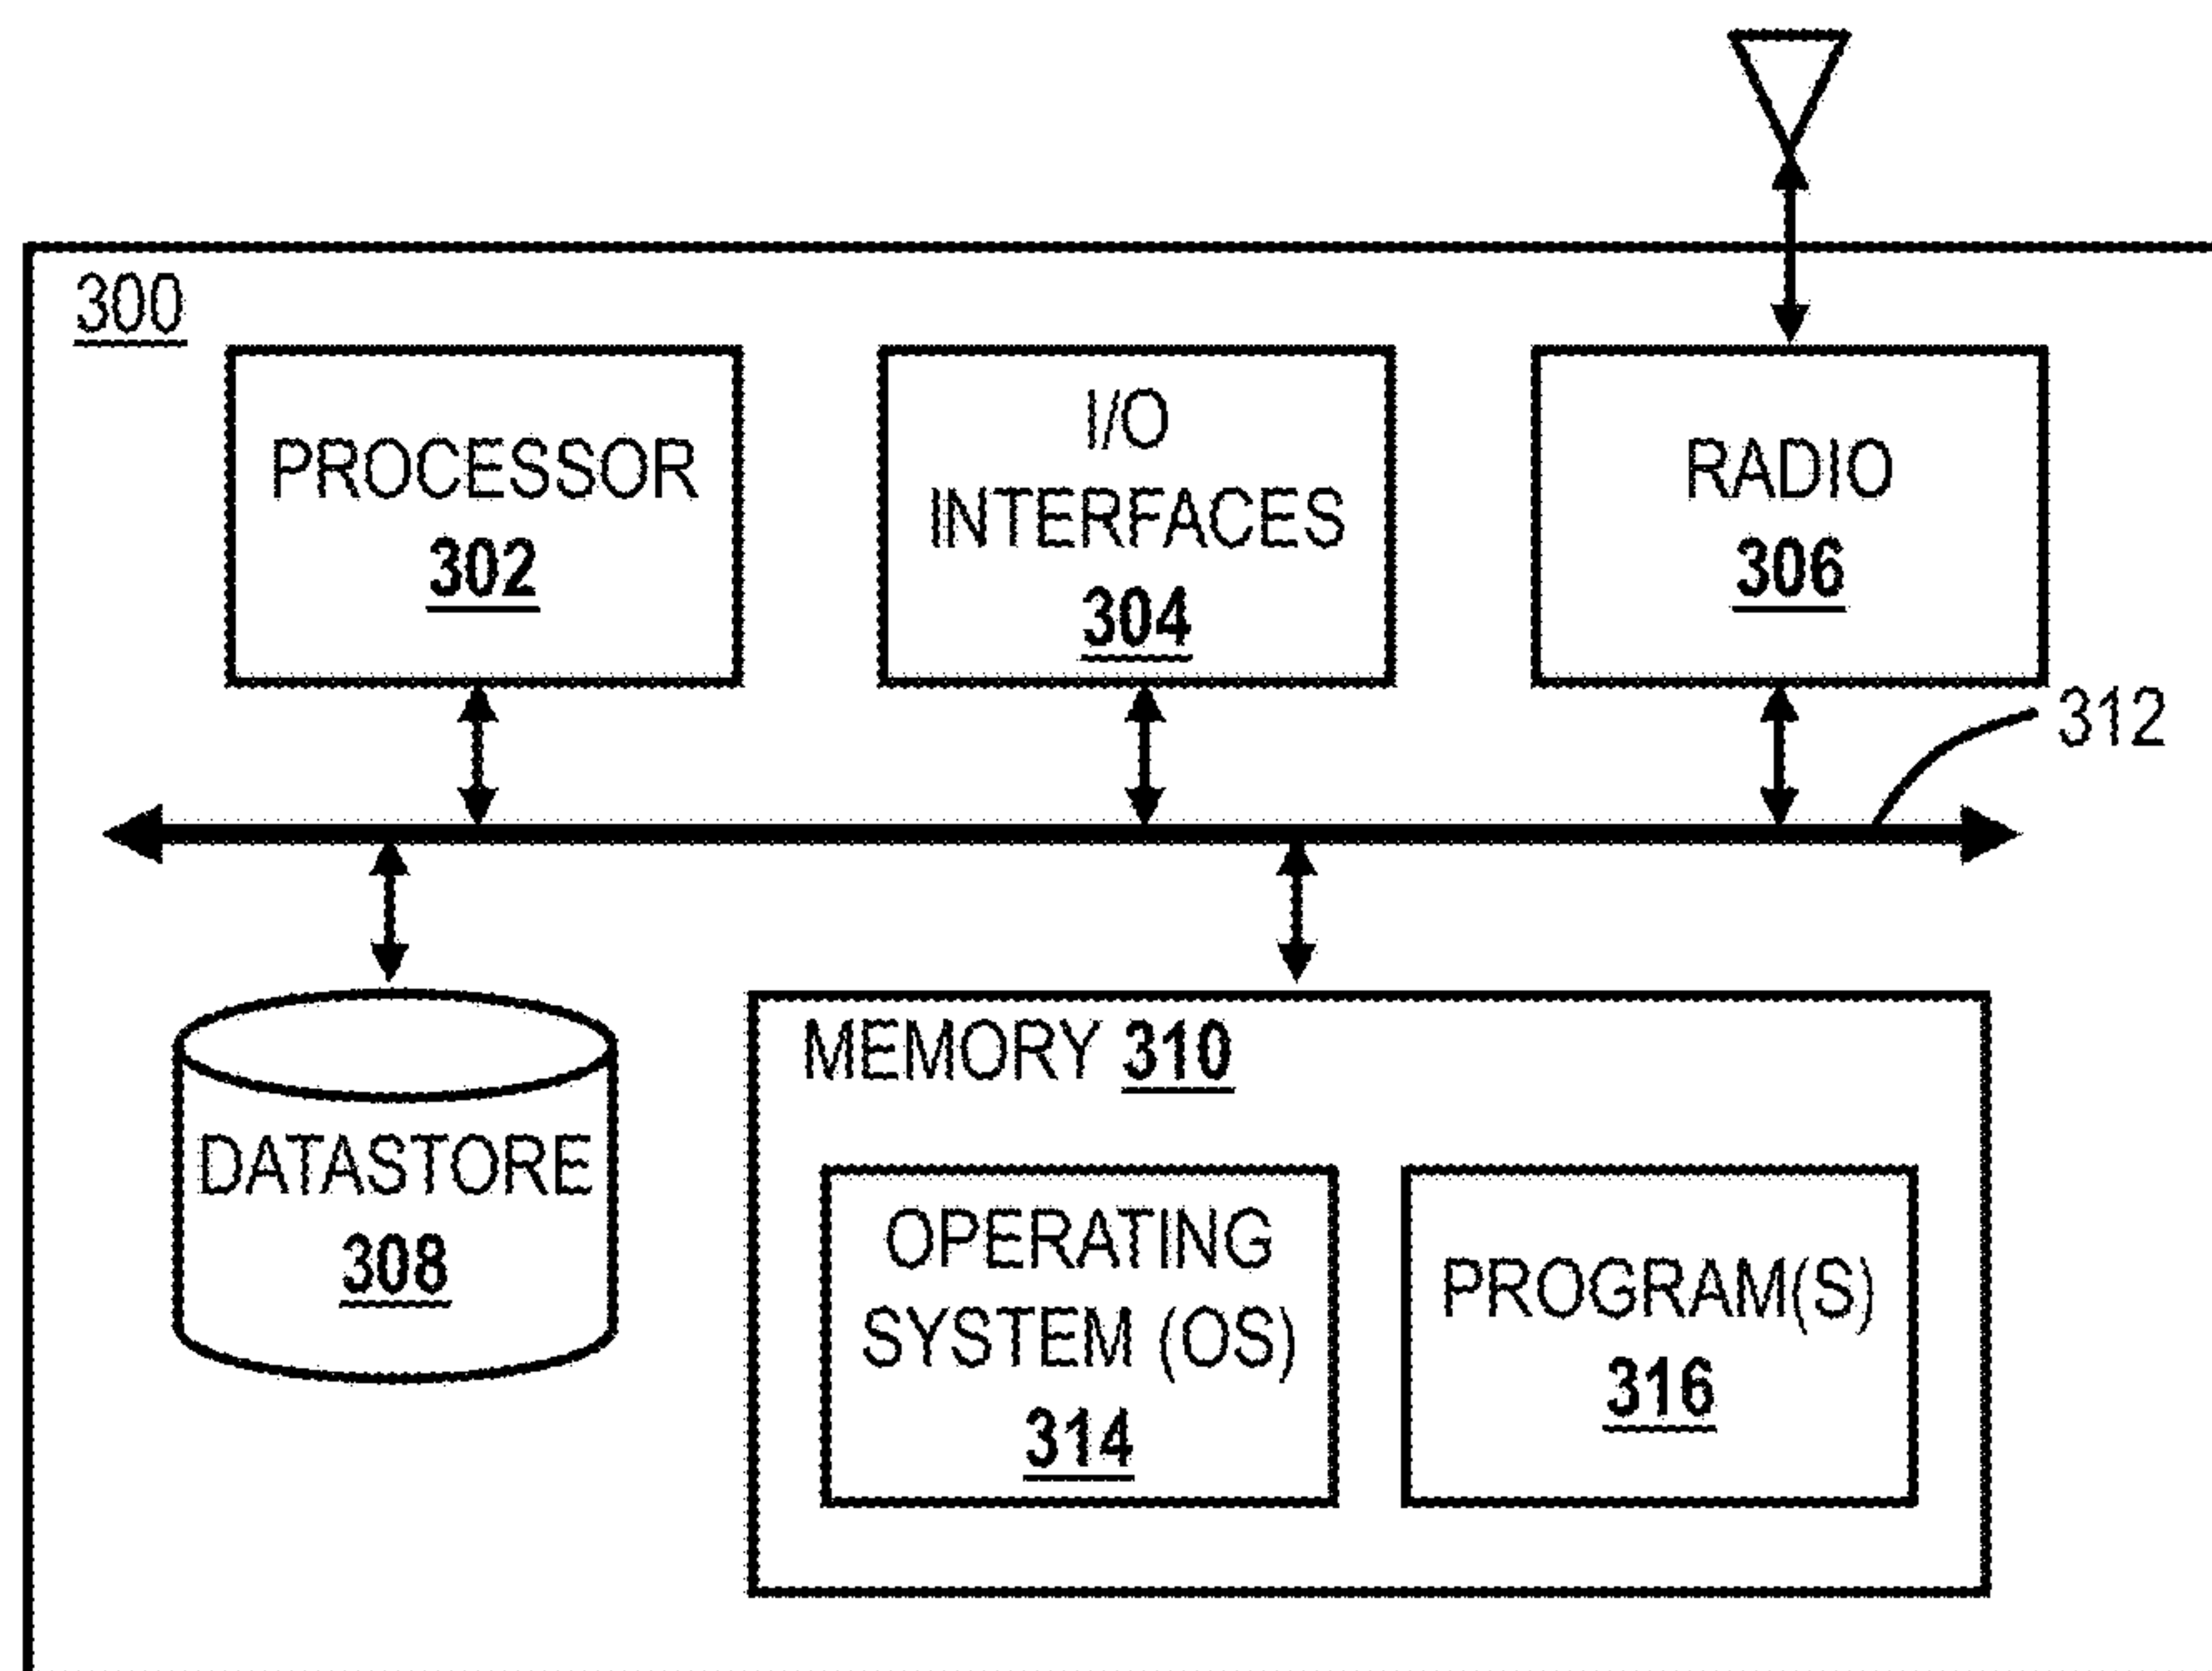 300
PROCESSOR
302
I/O
INTERFACES
304
RADIO
306
312
DATASTORE
308
MEMORY 310
OPERATING
SYSTEM (OS)
314
PROGRAM(S)
316